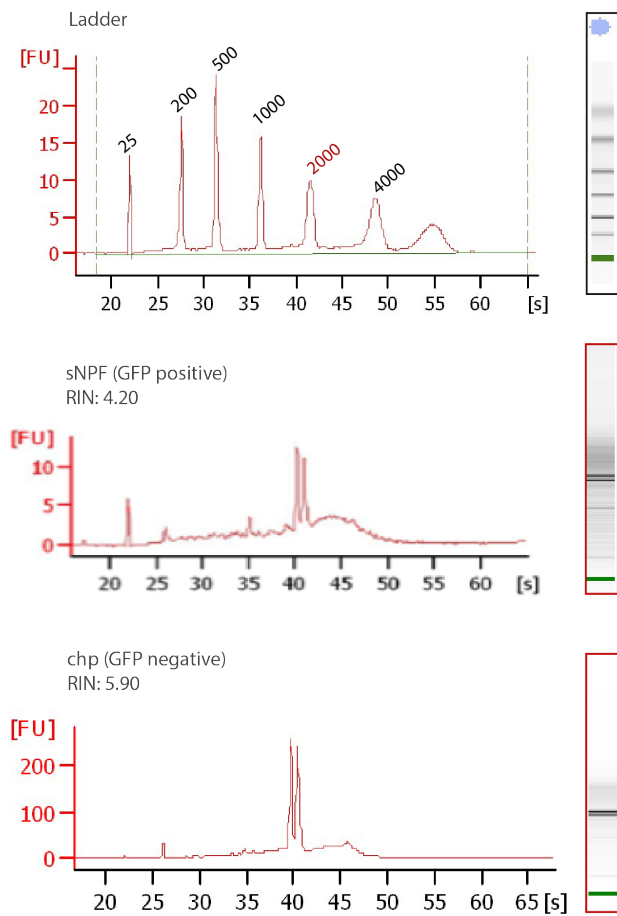 Ladder
[FU]
25
200
500
1000
2000
4000
20
15
10
5
0
20 25 30 35 40 45 50 55 60 [s]
sNPF (GFP positive)
RIN: 4.20
[FU]
10
5
0
20 25 30 35 40 45 50 55 60 [s]
chp (GFP negative)
RIN: 5.90
[FU]
200
100
0
20 25 30 35 40 45 50 55 60 65 [s]